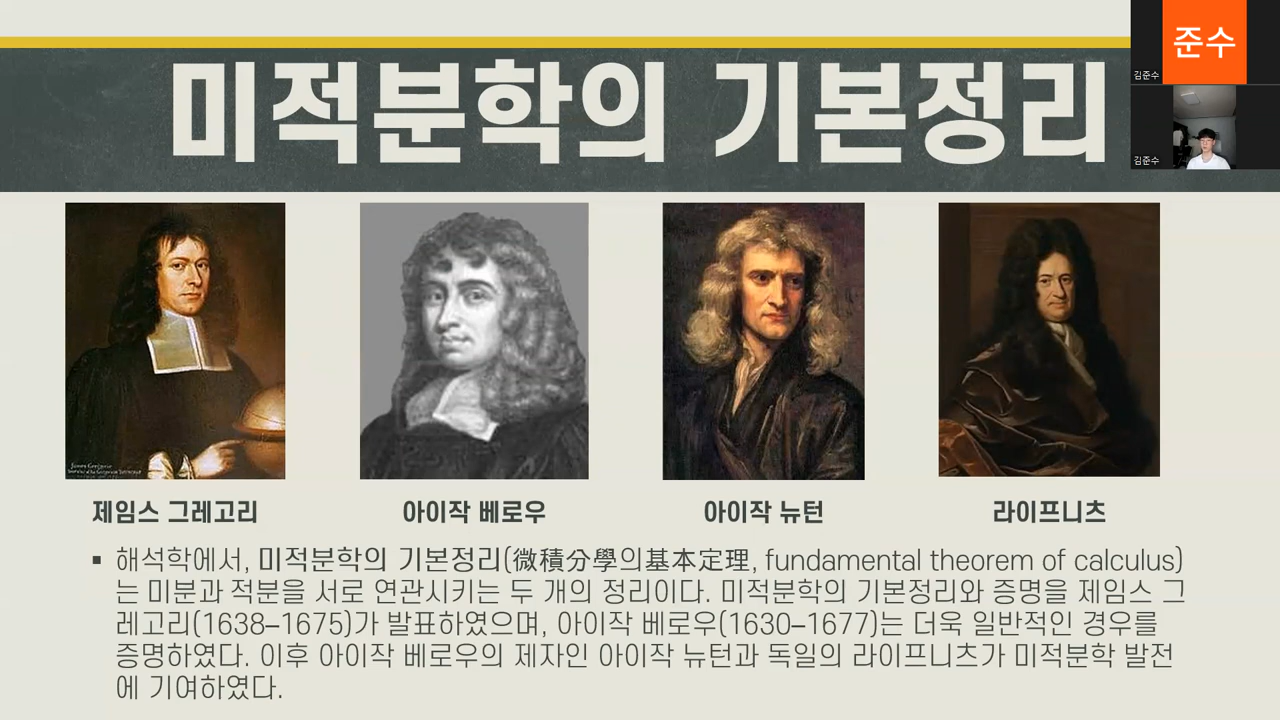 미적분학의 기본정리
준수
김준수
김준수
제임스 그레고리
아이작 베로우
아이작 뉴턴
라이프니츠
▪ 해석학에서, 미적분학의 기본정리(微積分學의基本定理, fundamental theorem of calculus)
는 미분과 적분을 서로 연관시키는 두 개의 정리이다. 미적분학의 기본정리와 증명을 제임스 그
레고리(1638–1675)가 발표하였으며, 아이작 베로우(1630–1677)는 더욱 일반적인 경우를
증명하였다. 이후 아이작 베로우의 제자인 아이작 뉴턴과 독일의 라이프니츠가 미적분학 발전
에 기여하였다.